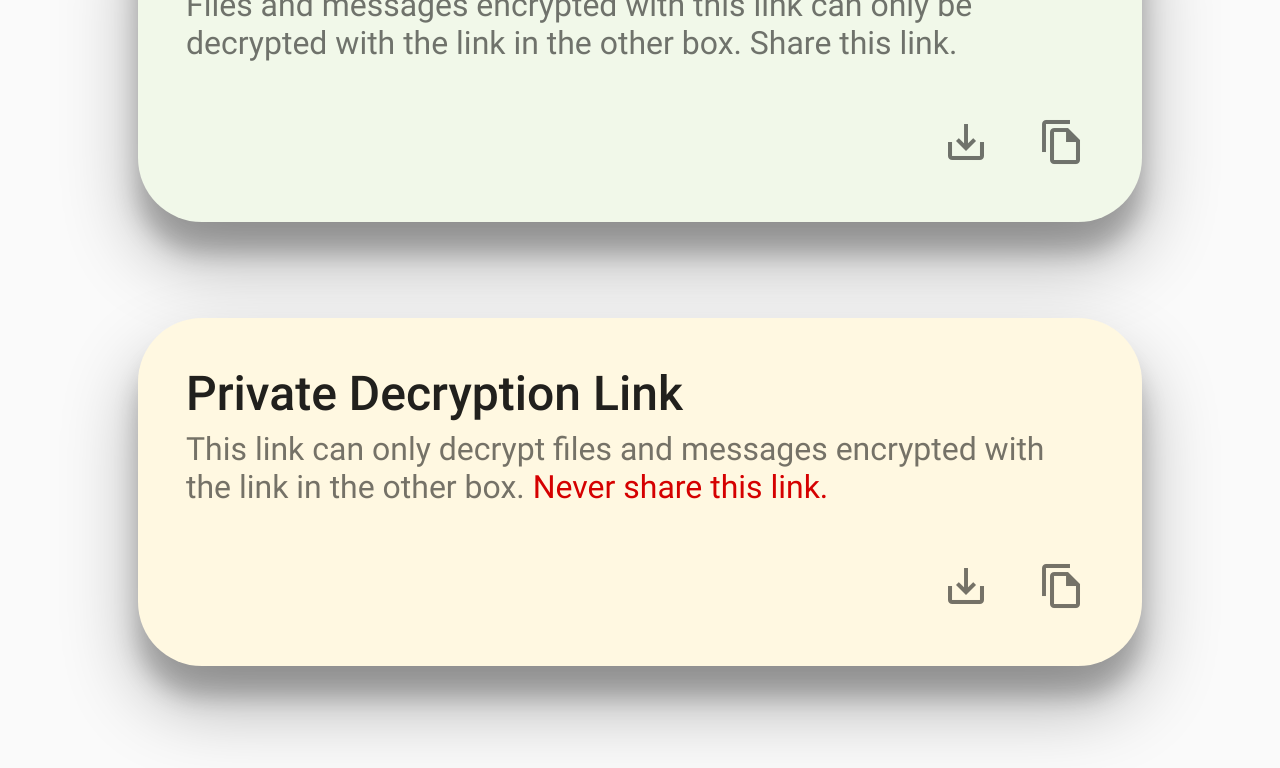 Files and messages encrypted with this link can only be
decrypted with the link in the other box. Share this link.
Private Decryption Link
This link can only decrypt files and messages encrypted with
the link in the other box. Never share this link.